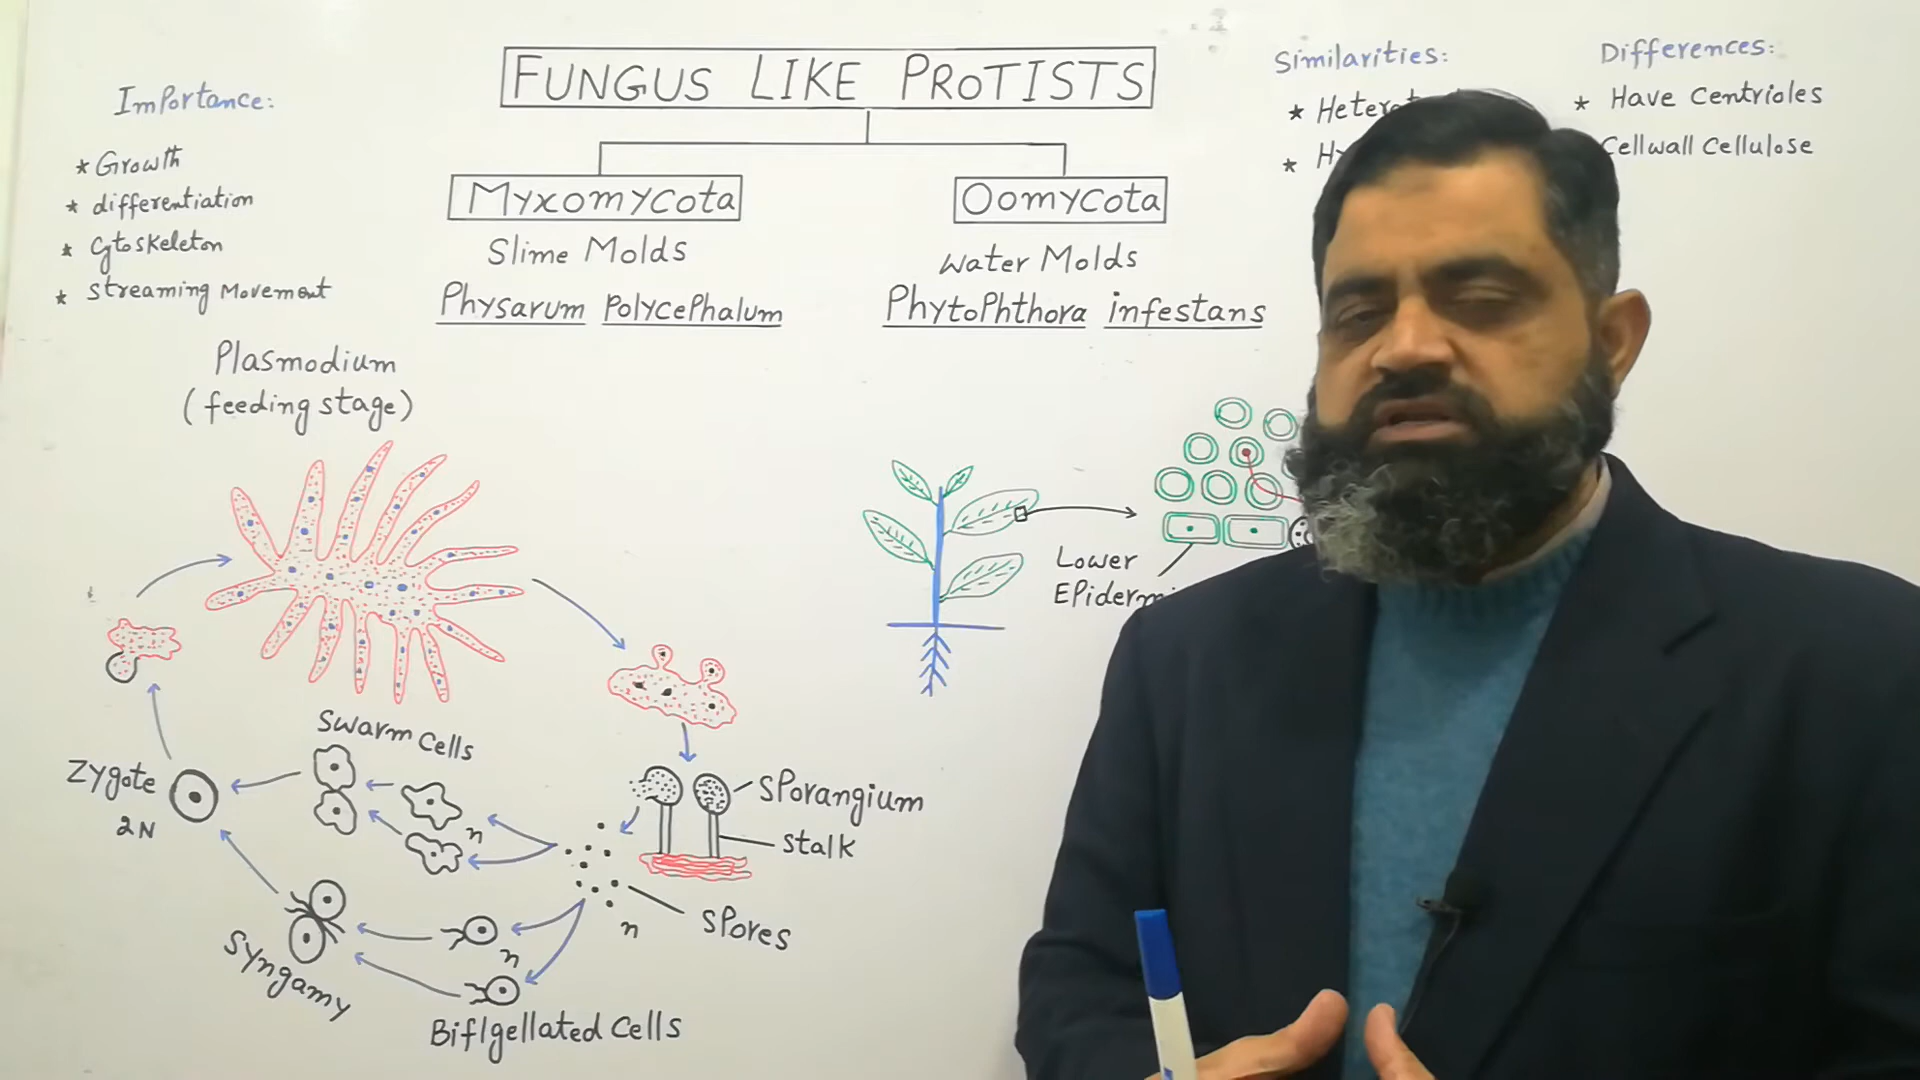 FUNGUS LIKE PROTISTS
Importance:
* Growth
* differentiation
* Cytoskeleton
* Streaming Movement
Myxomycota
Slime Molds
Physarum Polycephalum
Oomycota
Water Molds
Phytophthora infestans
Similarities:
*
*
Differences:
* Have Centrioles
Cellwall Cellulose
Plasmodium
(feeding stage)
Lower
Swarm Cells
Zygote
2N
n
Sporangium
Stalk
Spores
n
n
Syngamy
Biflgellated Cells